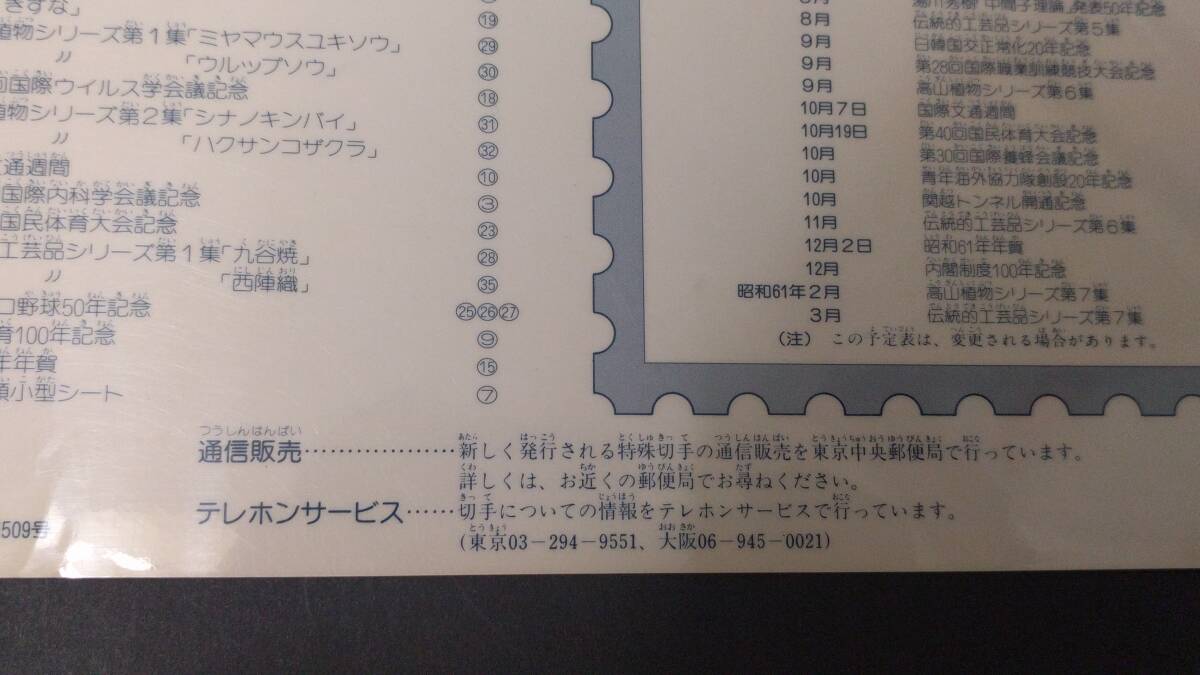 きずな」 ⑲
植物シリーズ第1集「ミヤマウスユキソウ」 ㉙
〃 「ウルップソウ」 ㉚
回国際ウイルス学会議記念 ⑱
植物シリーズ第2集「シナノキンバイ」 ㉛
〃 「ハクサンコザクラ」 ㉜
文通週間 ⑩
国際内科学会議記念 ③
国民体育大会記念 ㉓
工芸品シリーズ第1集「九谷焼」 ㉘
〃 「西陣織」 ㉟
ロ野球50年記念 ㉕㉖㉗
育100年記念 ⑨
年年賀 ⑮
小型シート ⑦
8月 湯川秀樹「中間子理論」発表50年記念
8月 伝統的工芸品シリーズ第5集
9月 日韓国交正常化20年記念
9月 第28回国際職業訓練競技大会記念
9月 高山植物シリーズ第6集
10月7日 国際文通週間
10月19日 第40回国民体育大会記念
10月 第30回国際養蜂会議記念
10月 青年海外協力隊創設20年記念
10月 関越トンネル開通記念
11月 伝統的工芸品シリーズ第6集
12月2日 昭和61年年賀
12月 内閣制度100年記念
昭和61年2月 高山植物シリーズ第7集
3月 伝統的工芸品シリーズ第7集
(注) この予定表は、変更される場合があります。
通信販売………………新しく発行される特殊切手の通信販売を東京中央郵便局で行っています。
詳しくは、お近くの郵便局でお尋ねください。
テレホンサービス……切手についての情報をテレホンサービスで行っています。
(東京03-294-9551、大阪06-945-0021)
509号